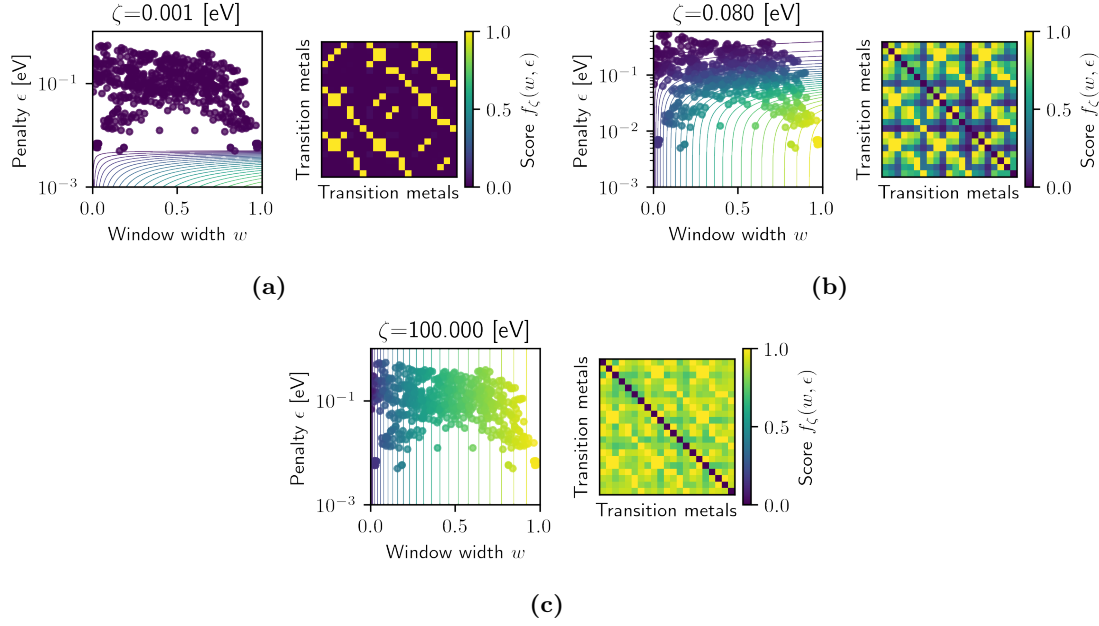 ζ=0.001 [eV]
Penalty ϵ [eV]
10⁻¹
10⁻³
0.0
0.5
1.0
Window width w
Transition metals
Transition metals
1.0
0.5
0.0
Score f_ζ(w, ϵ)
(a)
ζ=0.080 [eV]
Penalty ϵ [eV]
10⁻¹
10⁻²
10⁻³
0.0
0.5
1.0
Window width w
Transition metals
Transition metals
1.0
0.5
0.0
Score f_ζ(w, ϵ)
(b)
ζ=100.000 [eV]
Penalty ϵ [eV]
10⁻¹
10⁻³
0.0
0.5
1.0
Window width w
Transition metals
Transition metals
1.0
0.5
0.0
Score f_ζ(w, ϵ)
(c)